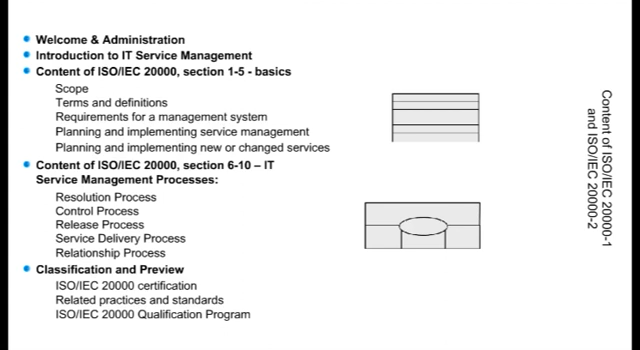 Welcome & Administration
Introduction to IT Service Management
Content of ISO/IEC 20000, section 1-5 - basics
Scope
Terms and definitions
Requirements for a management system
Planning and implementing service management
Planning and implementing new or changed services
Content of ISO/IEC 20000, section 6-10 – IT
Service Management Processes:
Resolution Process
Control Process
Release Process
Service Delivery Process
Relationship Process
Classification and Preview
ISO/IEC 20000 certification
Related practices and standards
ISO/IEC 20000 Qualification Program
Content of ISO/IEC 20000-1
and ISO/IEC 20000-2